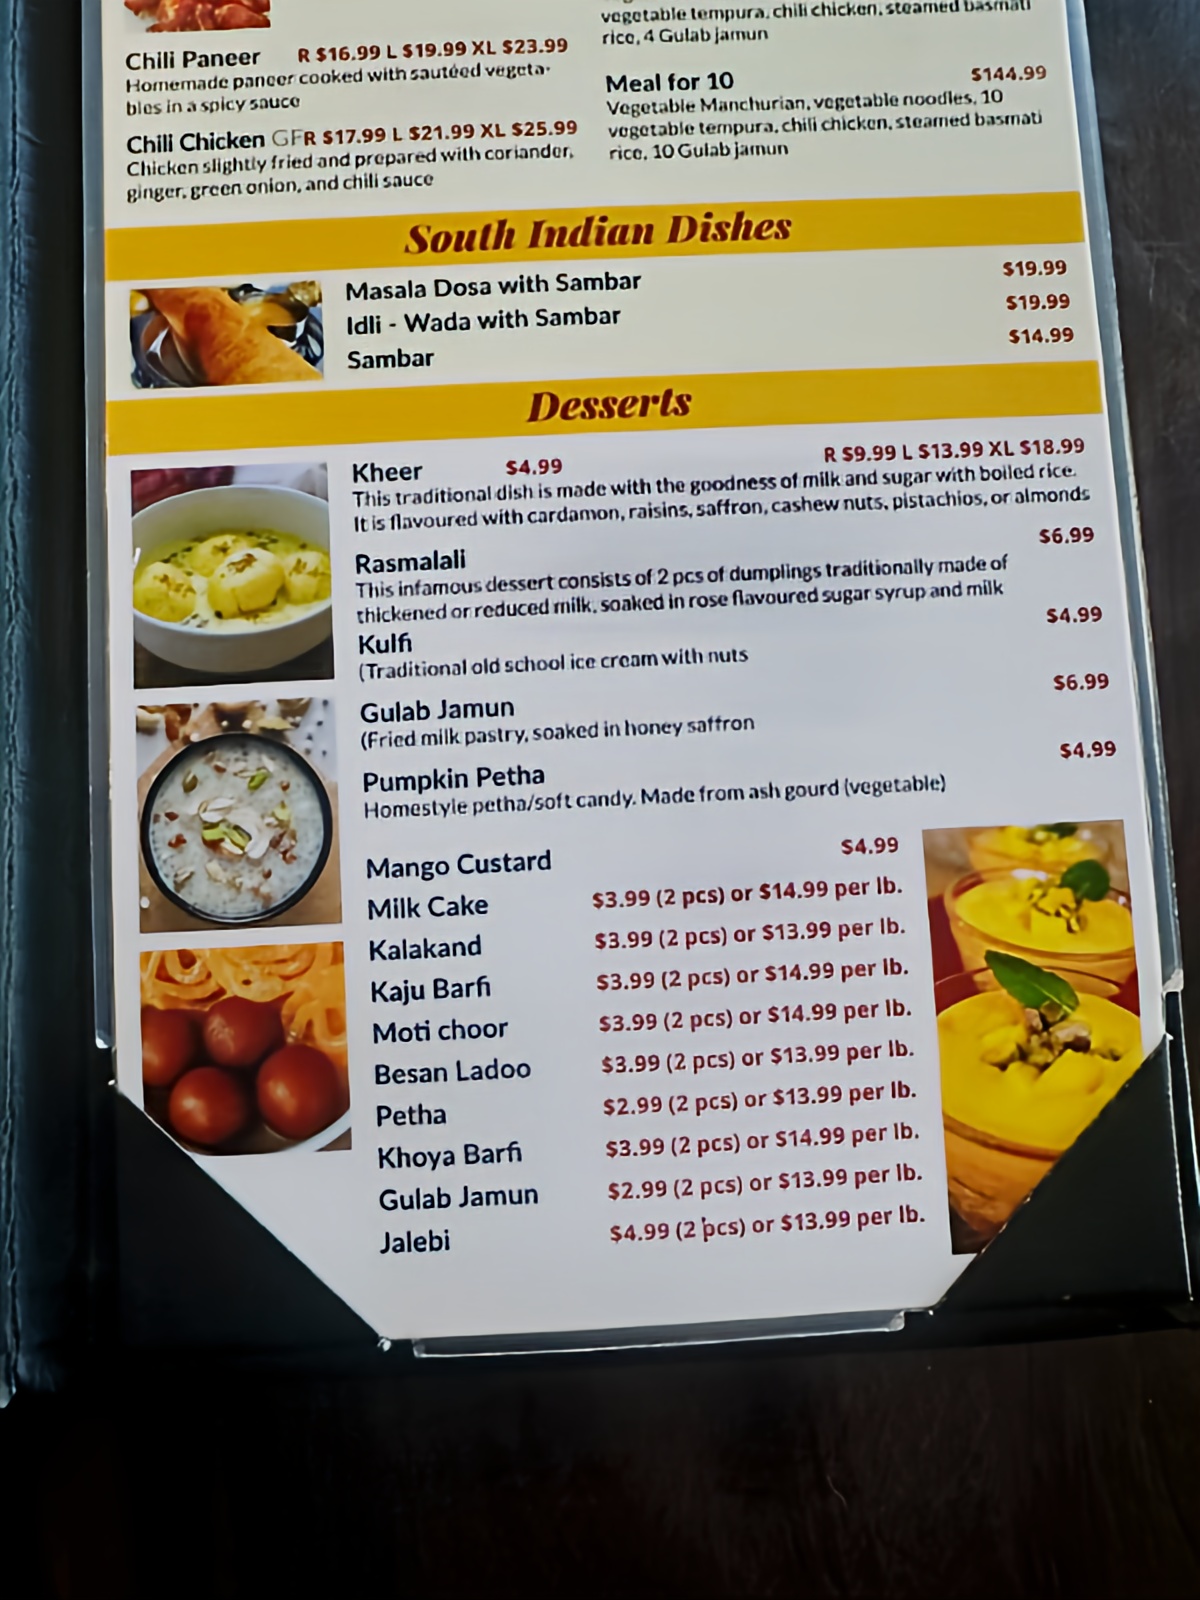 Chili Paneer R $16.99 L $19.99 XL $23.99
Homemade paneer cooked with sautéed vegeta-
bles in a spicy sauce
Chili Chicken GF R $17.99 L $21.99 XL $25.99
Chicken slightly fried and prepared with coriander,
ginger, green onion, and chili sauce
vegetable tempura, chili chicken, steamed basmati
rice, 4 Gulab jamun
Meal for 10 $144.99
Vegetable Manchurian, vegetable noodles, 10
vegetable tempura, chili chicken, steamed basmati
rice, 10 Gulab jamun
South Indian Dishes
Masala Dosa with Sambar $19.99
Idli - Wada with Sambar $19.99
Sambar $14.99
Desserts
Kheer $4.99 R $9.99 L $13.99 XL $18.99
This traditional dish is made with the goodness of milk and sugar with boiled rice.
It is flavoured with cardamon, raisins, saffron, cashew nuts, pistachios, or almonds
Rasmalali $6.99
This infamous dessert consists of 2 pcs of dumplings traditionally made of
thickened or reduced milk, soaked in rose flavoured sugar syrup and milk
Kulfi $4.99
(Traditional old school ice cream with nuts
Gulab Jamun $6.99
(Fried milk pastry, soaked in honey saffron
Pumpkin Petha $4.99
Homestyle petha/soft candy. Made from ash gourd (vegetable)
Mango Custard $4.99
Milk Cake $3.99 (2 pcs) or $14.99 per lb.
Kalakand $3.99 (2 pcs) or $13.99 per lb.
Kaju Barfi $3.99 (2 pcs) or $14.99 per lb.
Moti choor $3.99 (2 pcs) or $14.99 per lb.
Besan Ladoo $3.99 (2 pcs) or $13.99 per lb.
Petha $2.99 (2 pcs) or $13.99 per lb.
Khoya Barfi $3.99 (2 pcs) or $14.99 per lb.
Gulab Jamun $2.99 (2 pcs) or $13.99 per lb.
Jalebi $4.99 (2 pcs) or $13.99 per lb.